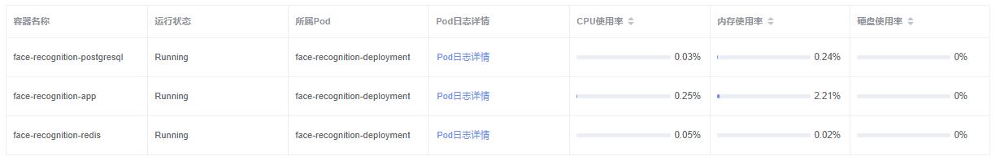 容器名称 运行状态 所属Pod Pod日志详情 CPU使用率 内存使用率 硬盘使用率
face-recognition-postgresql Running face-recognition-deployment Pod日志详情 0.03% 0.24% 0%
face-recognition-app Running face-recognition-deployment Pod日志详情 0.25% 2.21% 0%
face-recognition-redis Running face-recognition-deployment Pod日志详情 0.05% 0.02% 0%